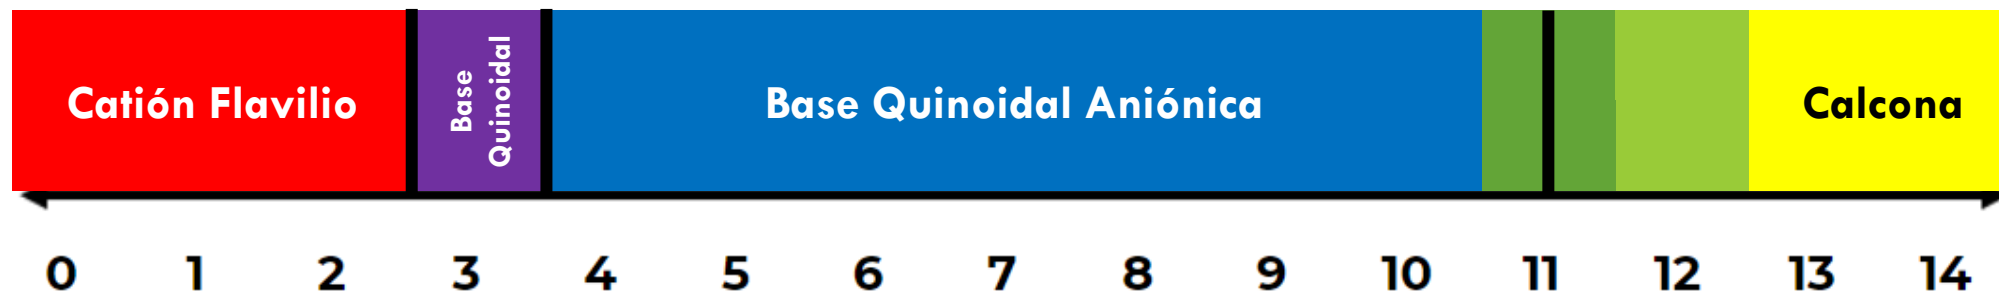 Catión Flavilio
Base
Quinoidal
Base Quinoidal Aniónica
Calcona
0 1 2 3 4 5 6 7 8 9 10 11 12 13 14